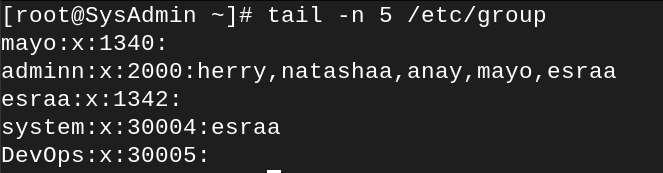 [root@SysAdmin ~]# tail -n 5 /etc/group
mayo:x:1340:
adminn:x:2000:herry,natashaa,anay,mayo,esraa
esraa:x:1342:
system:x:30004:esraa
DevOps:x:30005: